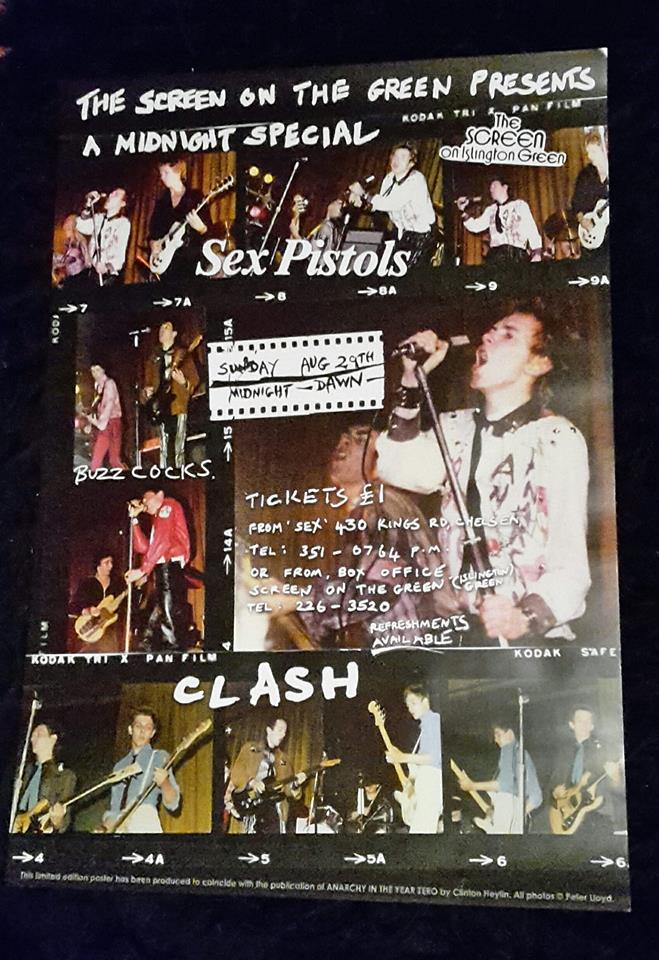 THE SCREEN ON THE GREEN PRESENTS
A MIDNIGHT SPECIAL
KODAK TRI X PAN FILM
The
SCREEN
on Islington Green
Sex Pistols
→7 →7A →8 →8A →9 →9A
KODA
15A
SUNDAY AUG 29TH
MIDNIGHT — DAWN —
→15
BUZZCOCKS.
TICKETS £1
FROM 'SEX' 430 KINGS RD, CHELSEA,
TEL: 351 - 0764 P.M.
→14A
OR FROM, BOX OFFICE
SCREEN ON THE GREEN (ISLINGTON GREEN)
TEL: 226 - 3520
REFRESHMENTS
AVAILABLE!
ILM
4
KODAK TRI X PAN FILM
KODAK SAFE
CLASH
→4 →4A →5 →5A →6 →6
This limited edition poster has been produced to coincide with the publication of ANARCHY IN THE YEAR ZERO by Clinton Heylin. All photos © Peter Lloyd.